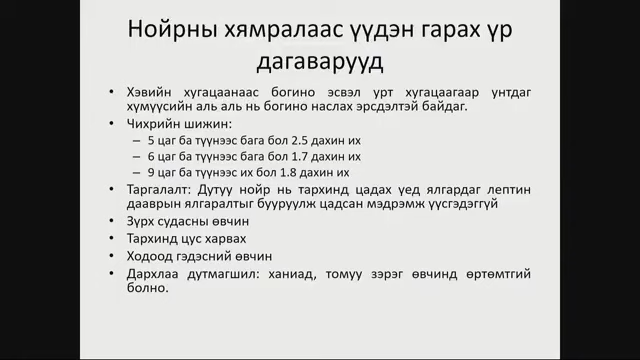 Нойрны хямралаас үүдэн гарах үр
дагаварууд
• Хэвийн хугацаанаас богино эсвэл урт хугацаагаар унтдаг
хүмүүсийн аль аль нь богино наслах эрсдэлтэй байдаг.
• Чихрийн шижин:
– 5 цаг ба түүнээс бага бол 2.5 дахин их
– 6 цаг ба түүнээс бага бол 1.7 дахин их
– 9 цаг ба түүнээс их бол 1.8 дахин их
• Таргалалт: Дутуу нойр нь тархинд цадах үед ялгардаг лептин
дааврын ялгаралтыг бууруулж цадсан мэдрэмж үүсгэдэггүй
• Зүрх судасны өвчин
• Тархинд цус харвах
• Ходоод гэдэсний өвчин
• Дархлаа дутмагшил: ханиад, томуу зэрэг өвчинд өртөмтгий
болно.